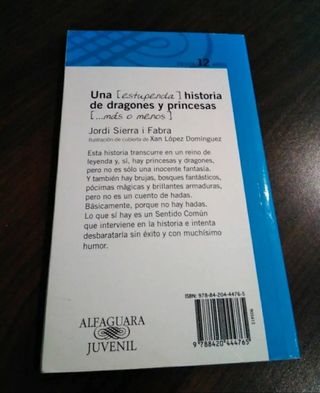 12
Una [estupenda] historia
de dragones y princesas
[...más o menos]
Jordi Sierra i Fabra
Ilustración de cubierta de Xan López Domínguez
Esta historia transcurre en un reino de
leyenda y, sí, hay princesas y dragones,
pero no es sólo una inocente fantasía.
Y también hay brujas, bosques fantásticos,
pócimas mágicas y brillantes armaduras,
pero no es un cuento de hadas.
Básicamente, porque no hay hadas.
Lo que sí hay es un Sentido Común
que interviene en la historia e intenta
desbaratarla sin éxito y con muchísimo
humor.
ISBN: 978-84-204-4476-5
9788420444765
ALFAGUARA
JUVENIL